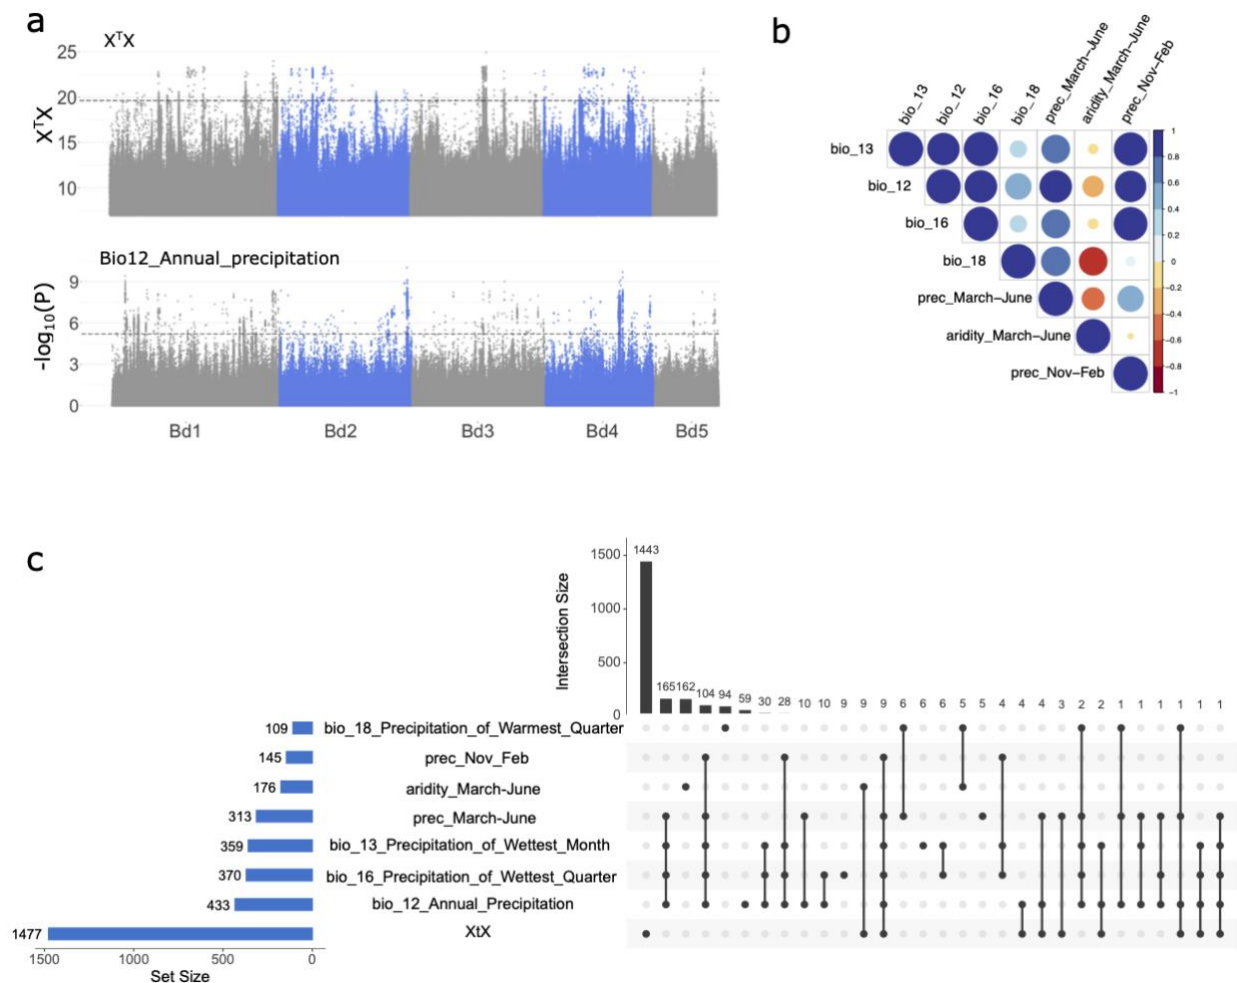 a
XᵀX
25
20
15
10
XᵀX
Bio12_Annual_precipitation
9
6
3
0
-log₁₀(P)
Bd1 Bd2 Bd3 Bd4 Bd5
b
bio_13 bio_12 bio_16 bio_18 prec_March-June aridity_March-June prec_Nov-Feb
bio_13
bio_12
bio_16
bio_18
prec_March-June
aridity_March-June
prec_Nov-Feb
1
0.8
0.6
0.4
0.2
0
-0.2
-0.4
-0.6
-0.8
-1
c
Intersection Size
1500
1000
500
0
1443 165 162 104 94 59 30 28 10 10 9 9 9 6 6 6 5 5 4 4 4 3 2 2 1 1 1 1 1 1
109 bio_18_Precipitation_of_Warmest_Quarter
145 prec_Nov_Feb
176 aridity_March-June
313 prec_March-June
359 bio_13_Precipitation_of_Wettest_Month
370 bio_16_Precipitation_of_Wettest_Quarter
433 bio_12_Annual_Precipitation
1477 XtX
1500 1000 500 0
Set Size